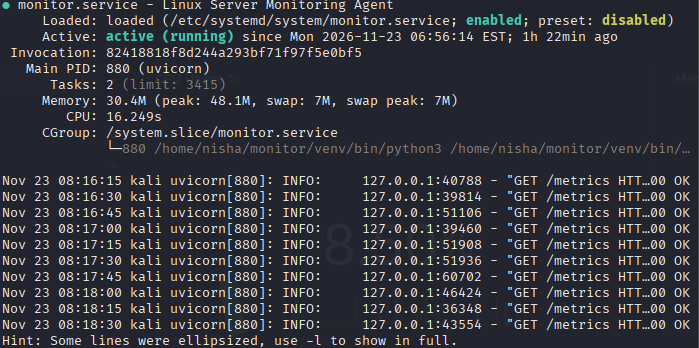 ● monitor.service - Linux Server Monitoring Agent
Loaded: loaded (/etc/systemd/system/monitor.service; enabled; preset: disabled)
Active: active (running) since Mon 2026-11-23 06:56:14 EST; 1h 22min ago
Invocation: 82418818f8d244a293bf71f97f5e0bf5
Main PID: 880 (uvicorn)
Tasks: 2 (limit: 3415)
Memory: 30.4M (peak: 48.1M, swap: 7M, swap peak: 7M)
CPU: 16.249s
CGroup: /system.slice/monitor.service
└─880 /home/nisha/monitor/venv/bin/python3 /home/nisha/monitor/venv/bin/…
Nov 23 08:16:15 kali uvicorn[880]: INFO: 127.0.0.1:40788 - "GET /metrics HTT…00 OK
Nov 23 08:16:30 kali uvicorn[880]: INFO: 127.0.0.1:39814 - "GET /metrics HTT…00 OK
Nov 23 08:16:45 kali uvicorn[880]: INFO: 127.0.0.1:51106 - "GET /metrics HTT…00 OK
Nov 23 08:17:00 kali uvicorn[880]: INFO: 127.0.0.1:39460 - "GET /metrics HTT…00 OK
Nov 23 08:17:15 kali uvicorn[880]: INFO: 127.0.0.1:51908 - "GET /metrics HTT…00 OK
Nov 23 08:17:30 kali uvicorn[880]: INFO: 127.0.0.1:51936 - "GET /metrics HTT…00 OK
Nov 23 08:17:45 kali uvicorn[880]: INFO: 127.0.0.1:60702 - "GET /metrics HTT…00 OK
Nov 23 08:18:00 kali uvicorn[880]: INFO: 127.0.0.1:46424 - "GET /metrics HTT…00 OK
Nov 23 08:18:15 kali uvicorn[880]: INFO: 127.0.0.1:36348 - "GET /metrics HTT…00 OK
Nov 23 08:18:30 kali uvicorn[880]: INFO: 127.0.0.1:43554 - "GET /metrics HTT…00 OK
Hint: Some lines were ellipsized, use -l to show in full.